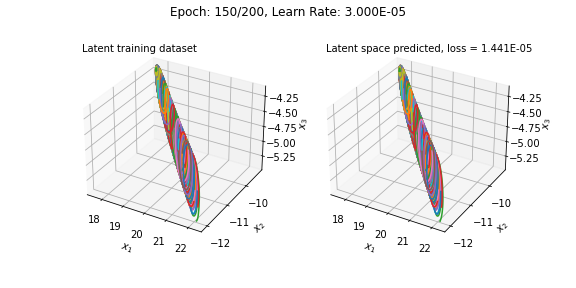 Epoch: 150/200, Learn Rate: 3.000E-05
Latent training dataset
−4.25
−4.50
−4.75
−5.00
−5.25
x₃
18
19
20
21
22
x₁
−12
−11
−10
x₂
Latent space predicted, loss = 1.441E-05
−4.25
−4.50
−4.75
−5.00
−5.25
x₃
18
19
20
21
22
x₁
−12
−11
−10
x₂